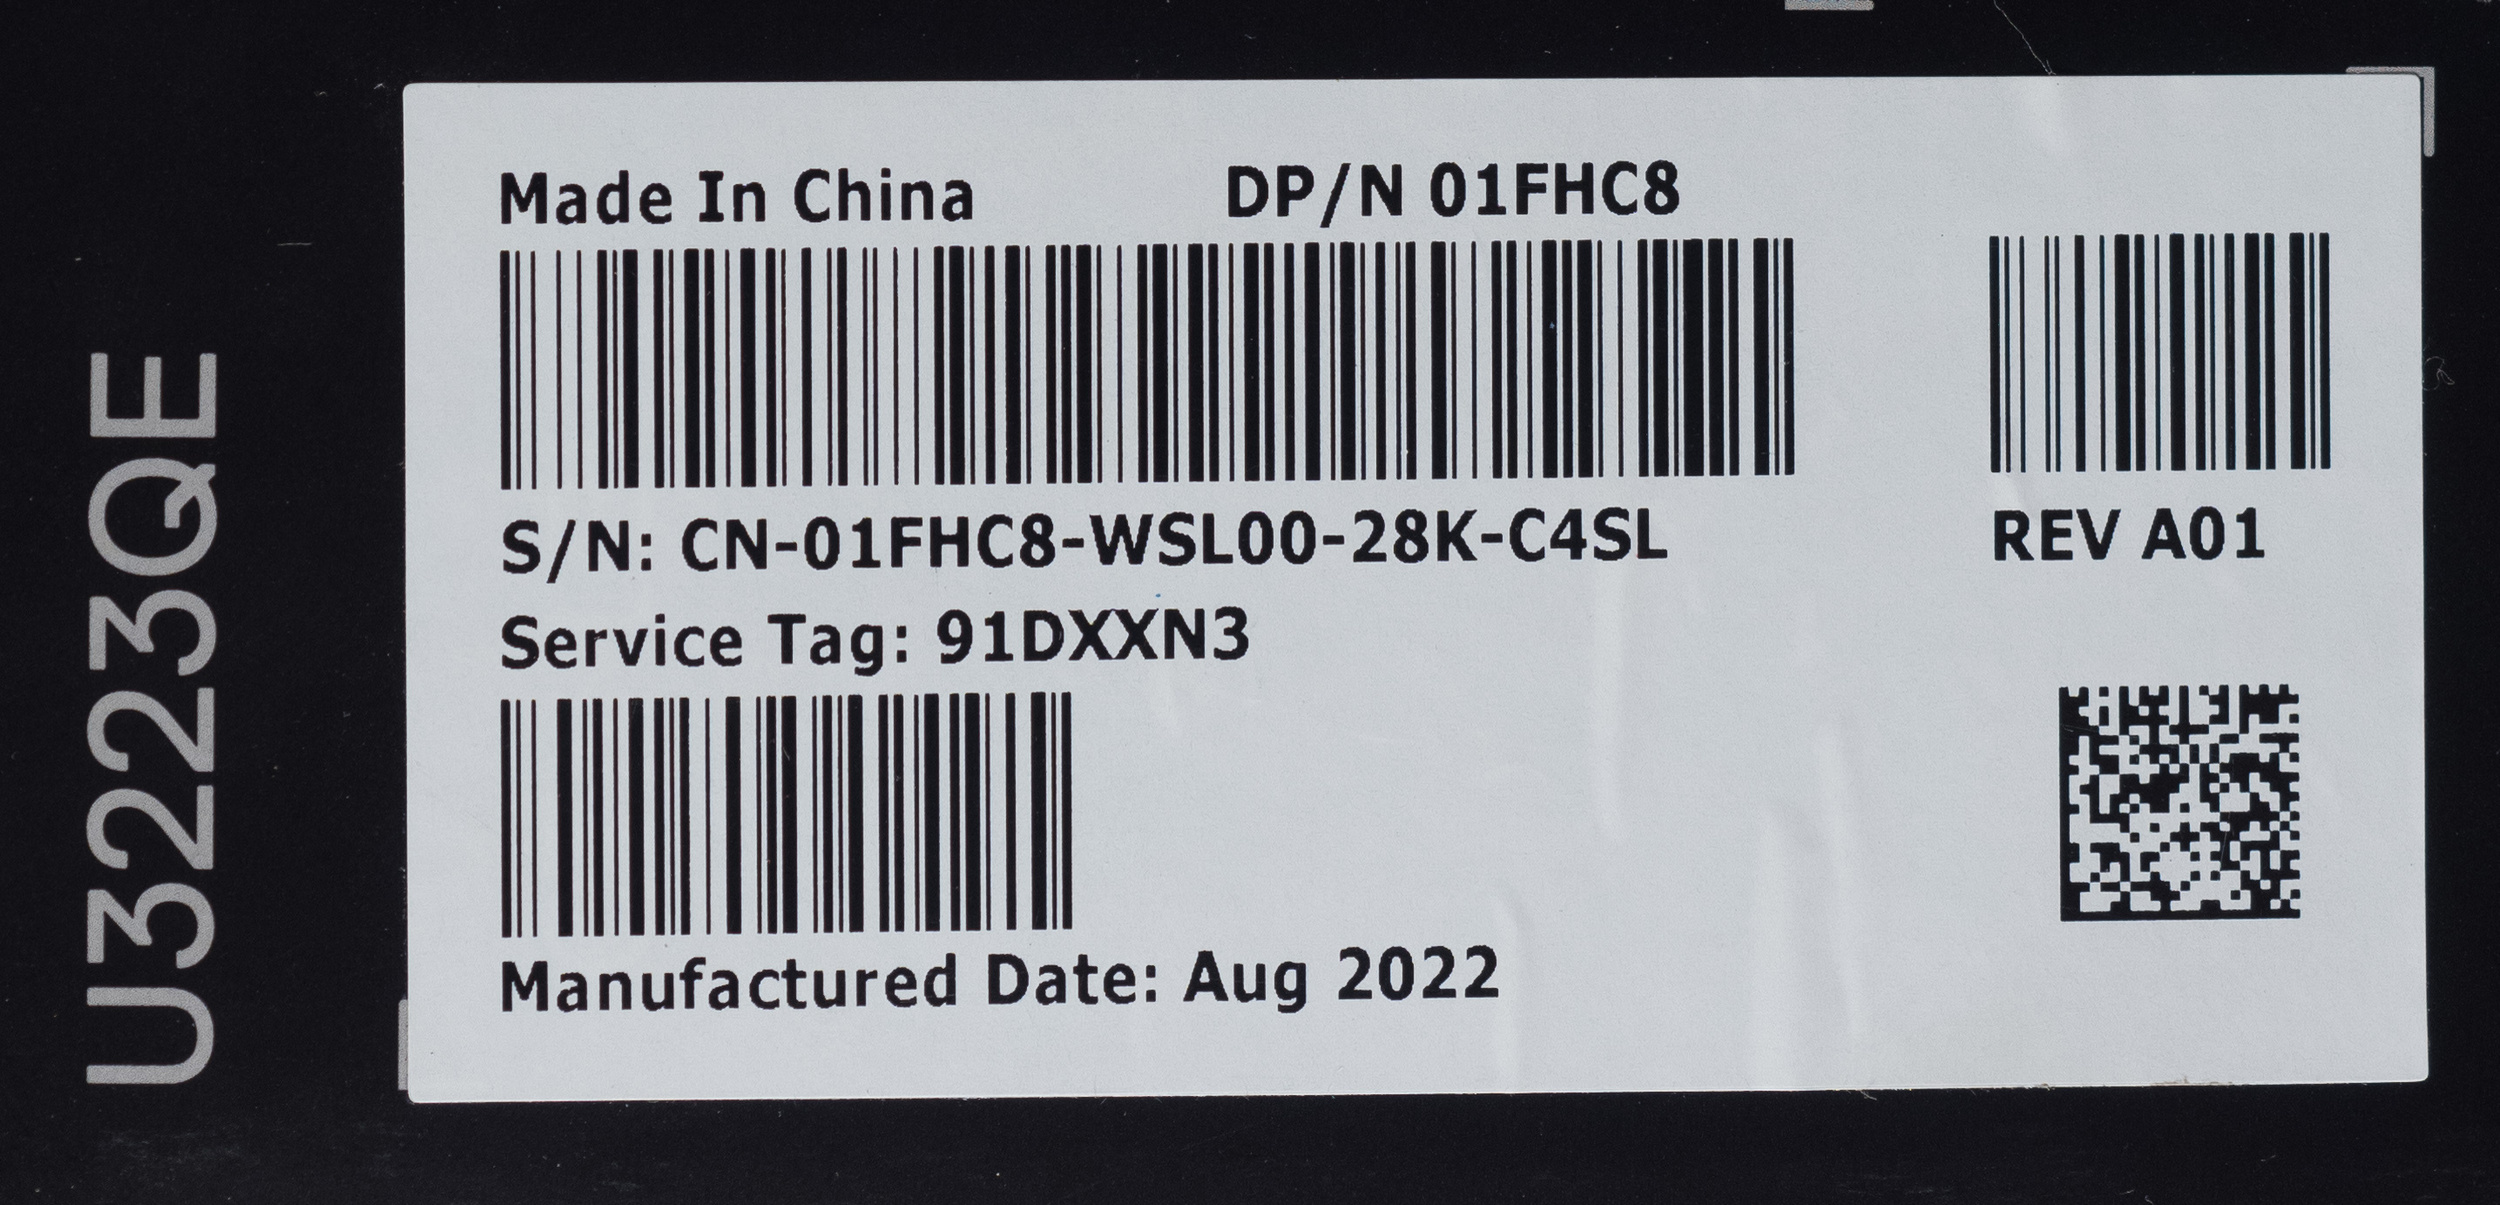 U3223QE
Made In China DP/N 01FHC8
S/N: CN-01FHC8-WSL00-28K-C4SL
REV A01
Service Tag: 91DXXN3
Manufactured Date: Aug 2022